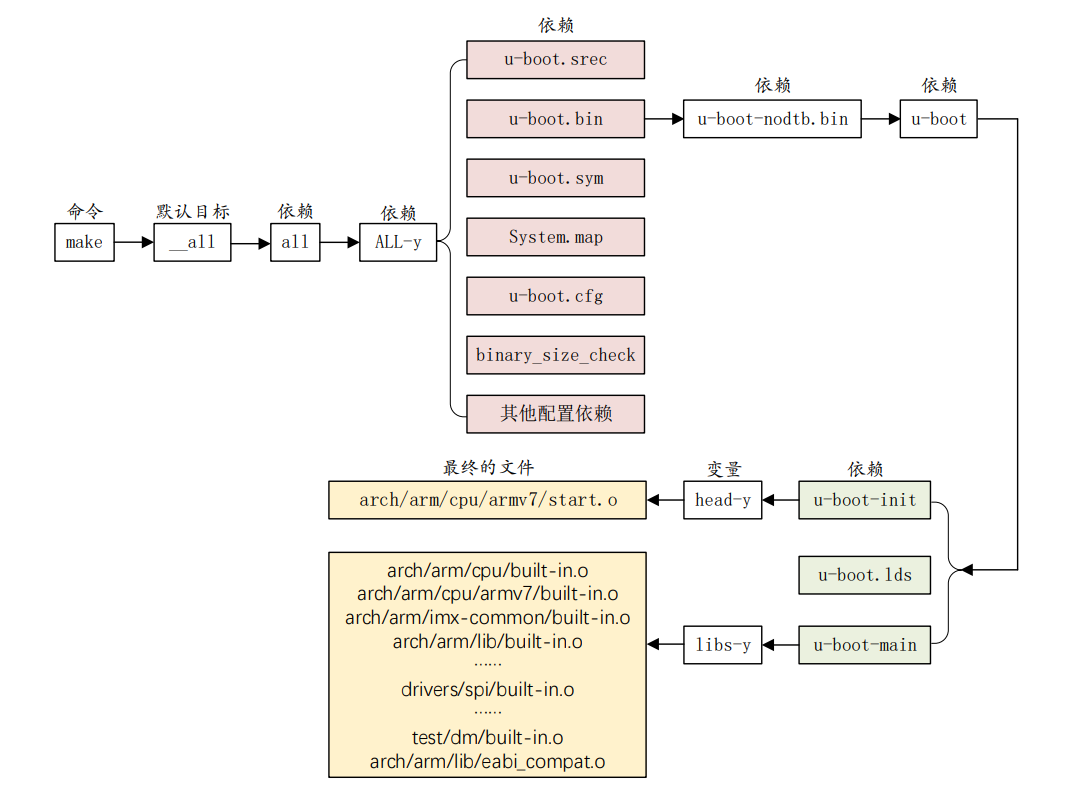 依赖
u-boot.srec
依赖
依赖
u-boot.bin
u-boot-nodtb.bin
u-boot
u-boot.sym
命令
默认目标
依赖
依赖
make
__all
all
ALL-y
System.map
u-boot.cfg
binary_size_check
其他配置依赖
最终的文件
变量
依赖
arch/arm/cpu/armv7/start.o
head-y
u-boot-init
u-boot.lds
arch/arm/cpu/built-in.o
arch/arm/cpu/armv7/built-in.o
arch/arm/imx-common/built-in.o
arch/arm/lib/built-in.o
……
drivers/spi/built-in.o
……
test/dm/built-in.o
arch/arm/lib/eabi_compat.o
libs-y
u-boot-main